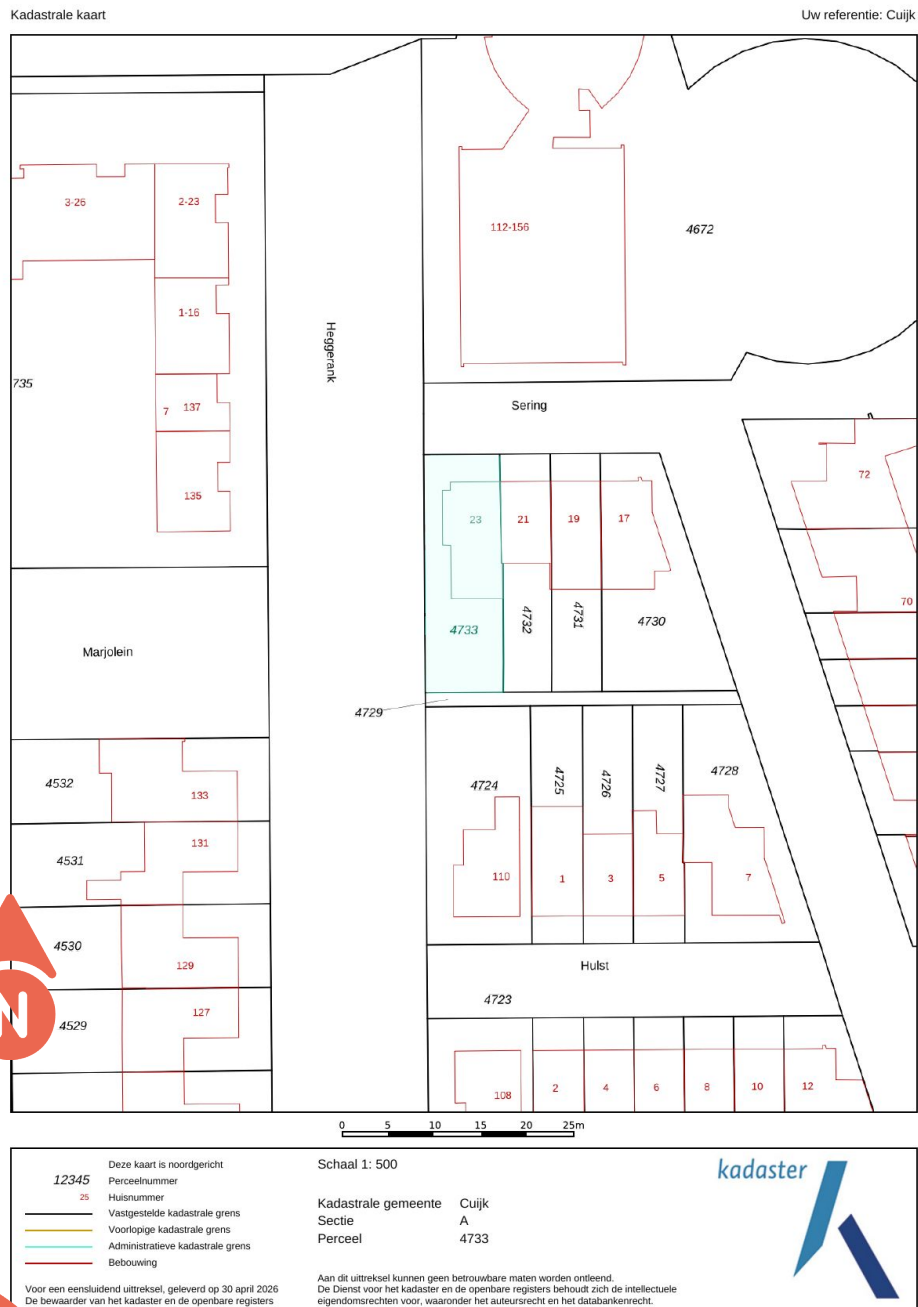 Kadastrale kaart
Uw referentie: Cuijk
3-26
2-23
112-156
4672
1-16
Heggerank
735
7
137
Sering
135
72
23
21
19
17
70
4733
4732
4731
4730
Marjolein
4729
4532
133
4724
4725
4726
4727
4728
4531
131
110
1
3
5
7
4530
129
Hulst
N
4529
127
4723
108
2
4
6
8
10
12
0 5 10 15 20 25m
Deze kaart is noordgericht
12345 Perceelnummer
25 Huisnummer
Vastgestelde kadastrale grens
Voorlopige kadastrale grens
Administratieve kadastrale grens
Bebouwing
Voor een eensluidend uittreksel, geleverd op 30 april 2026
De bewaarder van het kadaster en de openbare registers
Schaal 1: 500
Kadastrale gemeente Cuijk
Sectie A
Perceel 4733
Aan dit uittreksel kunnen geen betrouwbare maten worden ontleend.
De Dienst voor het kadaster en de openbare registers behoudt zich de intellectuele
eigendomsrechten voor, waaronder het auteursrecht en het databankenrecht.
kadaster